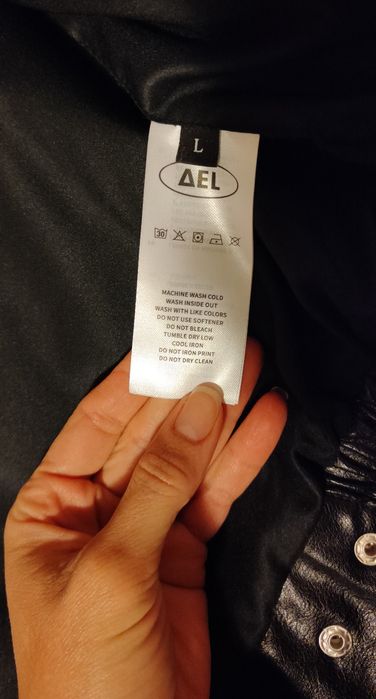 L
ΔEL
30
MACHINE WASH COLD
WASH INSIDE OUT
WASH WITH LIKE COLORS
DO NOT USE SOFTENER
DO NOT BLEACH
TUMBLE DRY LOW
COOL IRON
DO NOT IRON PRINT
DO NOT DRY CLEAN